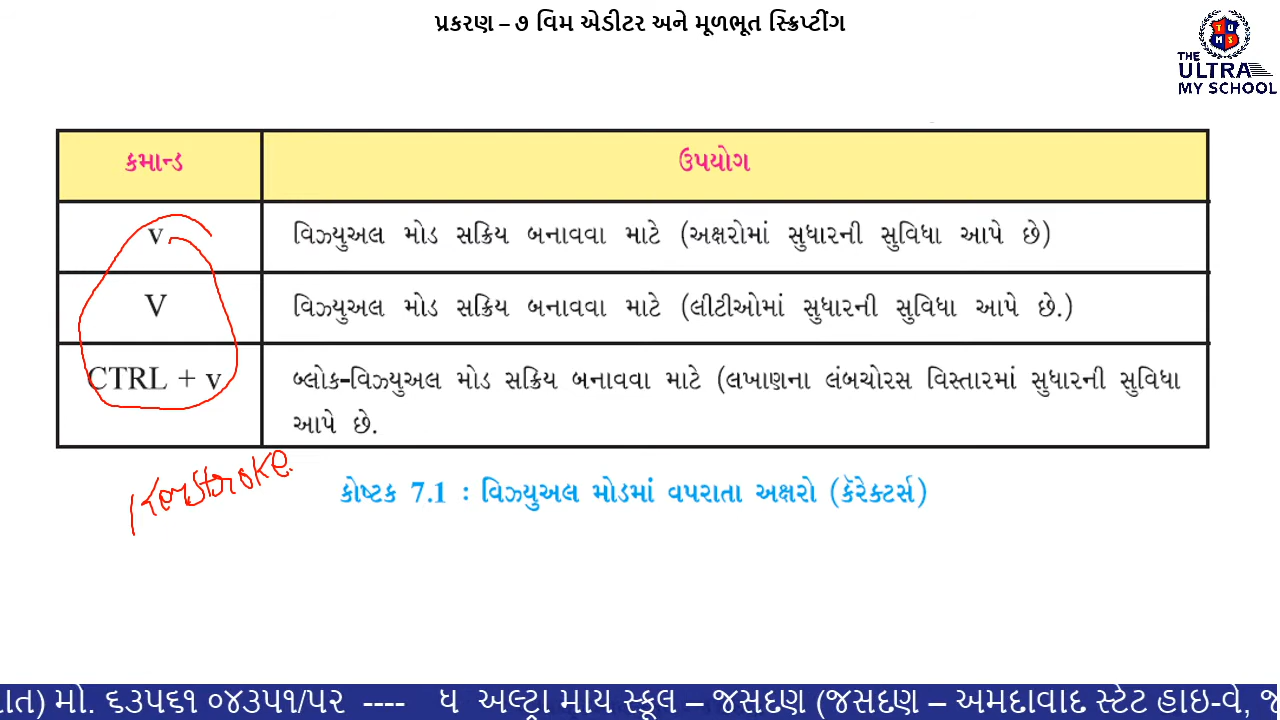 પ્રકરણ – ૭ વિમ એડીટર અને મૂળભૂત સ્ક્રિપ્ટીંગ
TUMS
THE
ULTRA
MY SCHOOL
કમાન્ડ ઉપયોગ
v વિઝ્યુઅલ મોડ સક્રિય બનાવવા માટે (અક્ષરોમાં સુધારની સુવિધા આપે છે)
V વિઝ્યુઅલ મોડ સક્રિય બનાવવા માટે (લીટીઓમાં સુધારની સુવિધા આપે છે.)
CTRL + v બ્લોક-વિઝ્યુઅલ મોડ સક્રિય બનાવવા માટે (લખાણના લંબચોરસ વિસ્તારમાં સુધારની સુવિધા
આપે છે.
Keystroke.
કોષ્ટક 7.1 : વિઝ્યુઅલ મોડમાં વપરાતા અક્ષરો (કૅરેક્ટર્સ)
ાત) મો. ૬૩૫૬૧ ૦૪૩૫૧/૫૨ ---- ધ અલ્ટ્રા માય સ્કૂલ – જસદણ (જસદણ – અમદાવાદ સ્ટેટ હાઇ-વે, જ